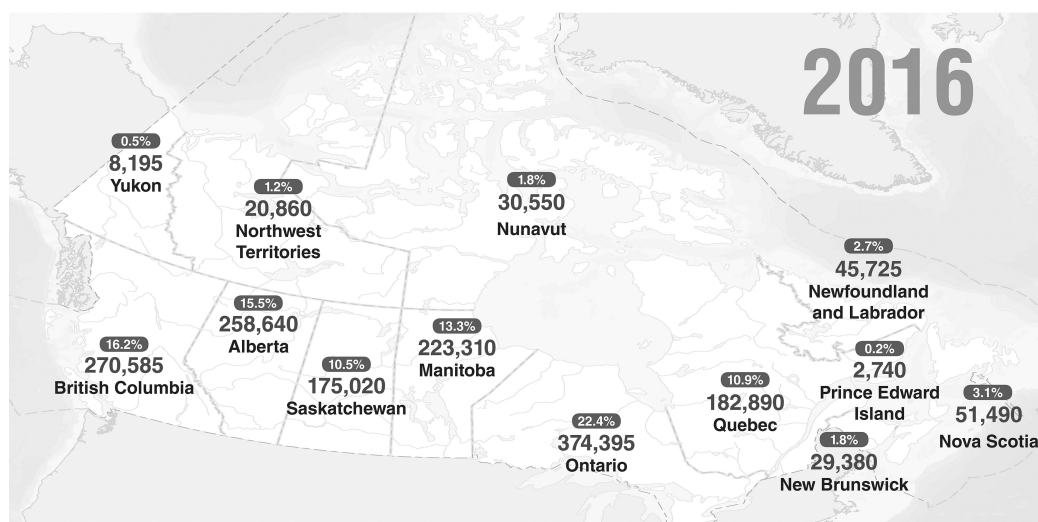 2016
0.5%
8,195
Yukon
1.2%
20,860
Northwest
Territories
1.8%
30,550
Nunavut
2.7%
45,725
Newfoundland
and Labrador
16.2%
270,585
British Columbia
15.5%
258,640
Alberta
10.5%
175,020
Saskatchewan
13.3%
223,310
Manitoba
22.4%
374,395
Ontario
10.9%
182,890
Quebec
0.2%
2,740
Prince Edward
Island
3.1%
51,490
Nova Scotia
1.8%
29,380
New Brunswick